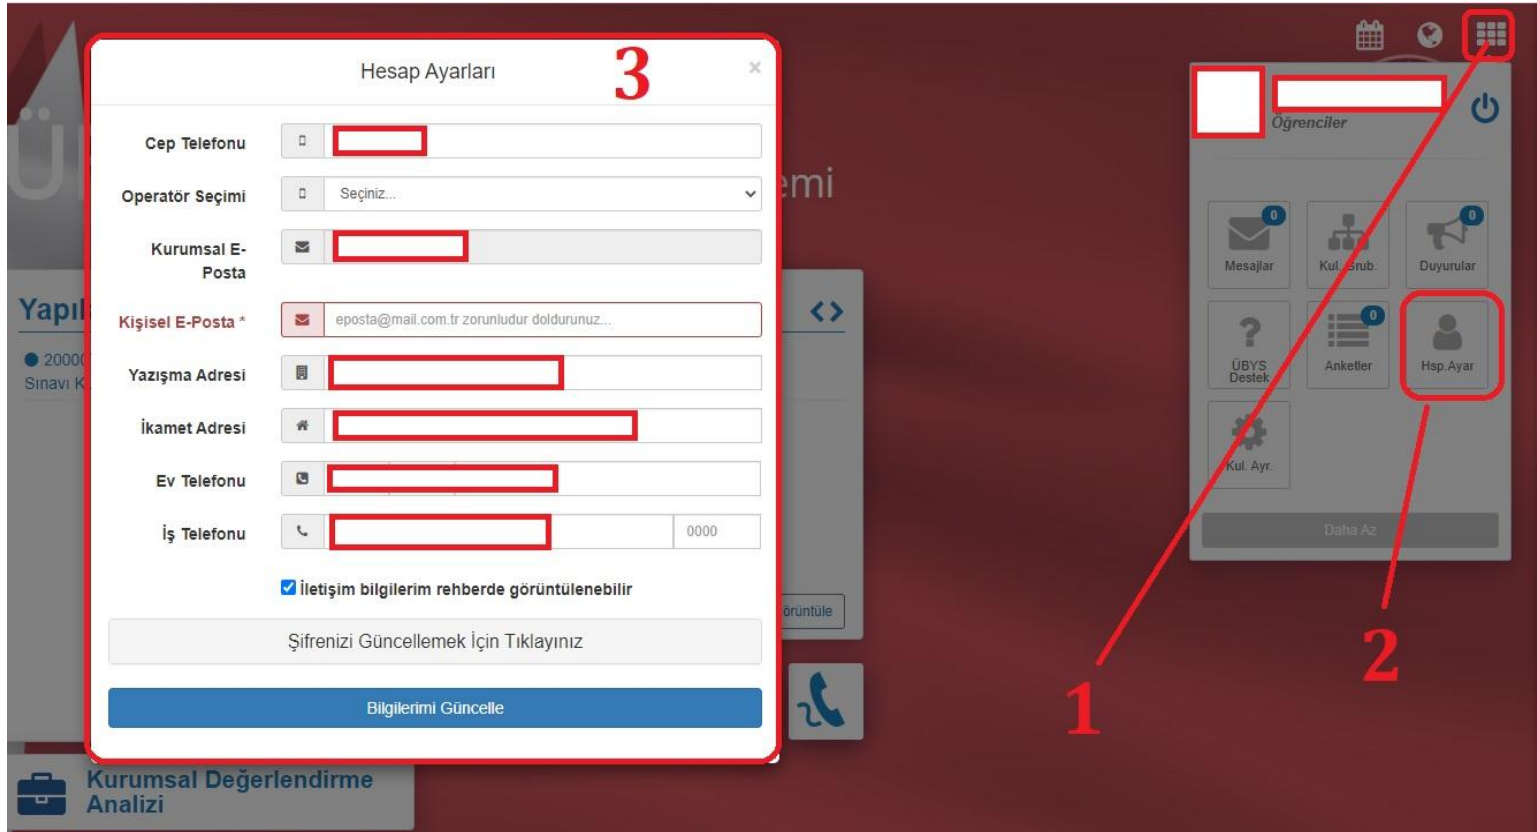 Hesap Ayarları
3
×
Cep Telefonu
Operatör Seçimi
Seçiniz...
Kurumsal E-
Posta
Kişisel E-Posta *
eposta@mail.com.tr zorunludur doldurunuz...
Yazışma Adresi
İkamet Adresi
Ev Telefonu
İş Telefonu
0000
İletişim bilgilerim rehberde görüntülenebilir
Şifrenizi Güncellemek İçin Tıklayınız
Bilgilerimi Güncelle
emi
Öğrenciler
0
0
Mesajlar
Kul. Grub.
Duyurular
0
ÜBYS
Destek
Anketler
Hsp.Ayar
Kul. Ayr.
Daha Az
1
2
Kurumsal Değerlendirme
Analizi